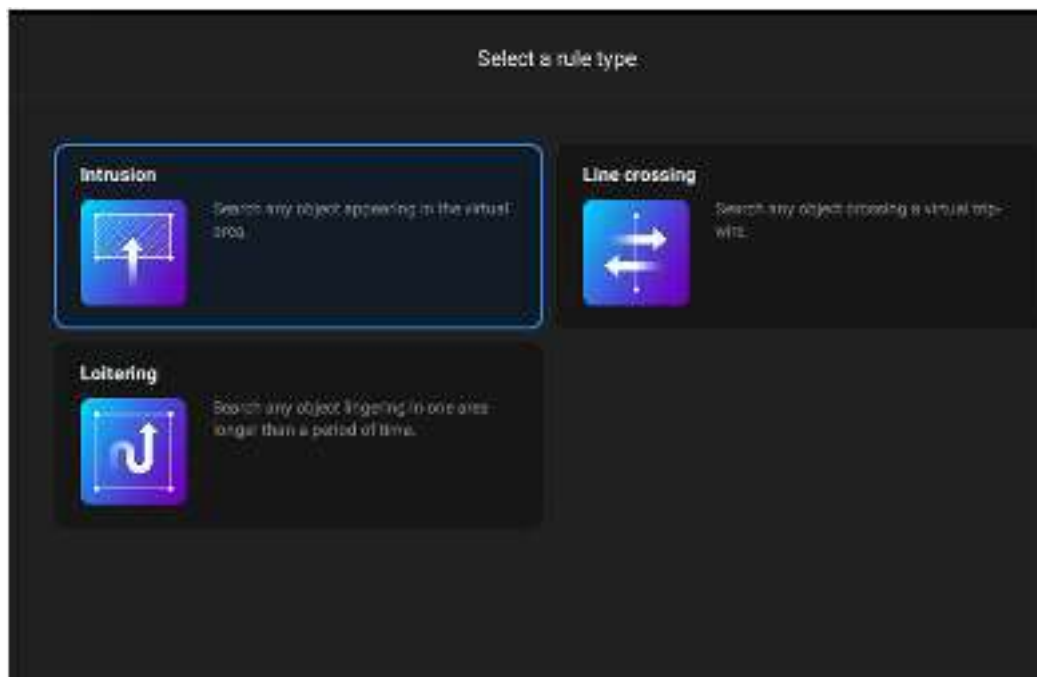 Select a rule type
Intrusion
Search any object appearing in the virtual
area.
Line crossing
Search any object crossing a virtual trip-
wire.
Loitering
Search any object lingering in one area
longer than a period of time.